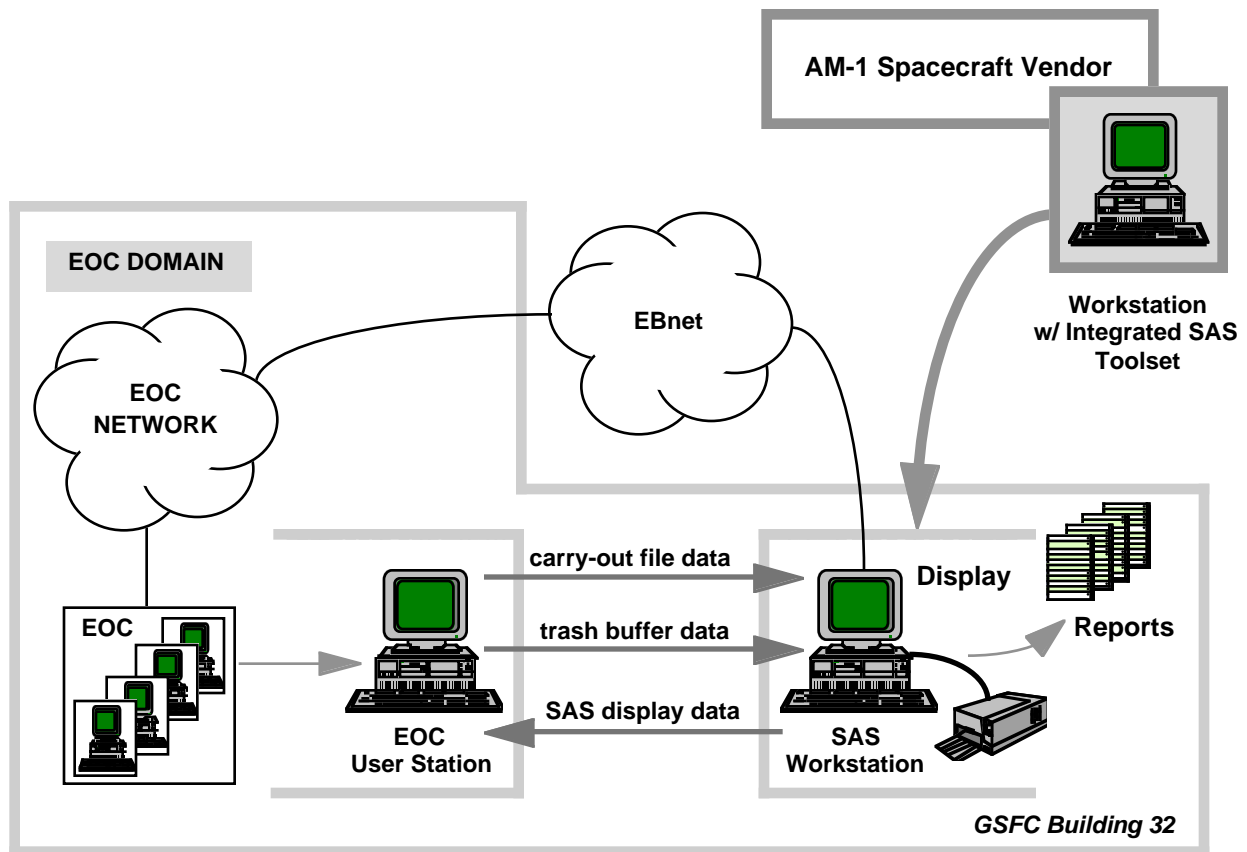 AM-1 Spacecraft Vendor
Workstation
w/ Integrated SAS
Toolset
EOC DOMAIN
EBnet
EOC
NETWORK
carry-out file data
Display
EOC
trash buffer data
Reports
SAS display data
EOC
User Station
SAS
Workstation
GSFC Building 32